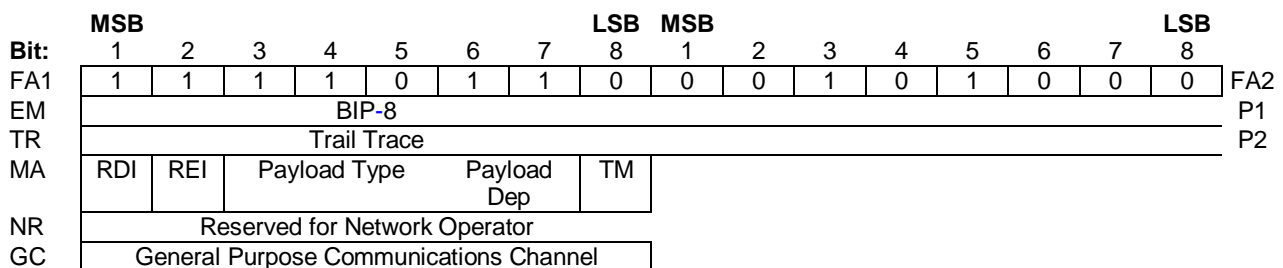 MSB LSB MSB LSB
Bit: 1 2 3 4 5 6 7 8 1 2 3 4 5 6 7 8
FA1 1 1 1 1 0 1 1 0 0 0 1 0 1 0 0 0 FA2
EM BIP-8 P1
TR Trail Trace P2
MA RDI REI Payload Type Payload TM
Dep
NR Reserved for Network Operator
GC General Purpose Communications Channel